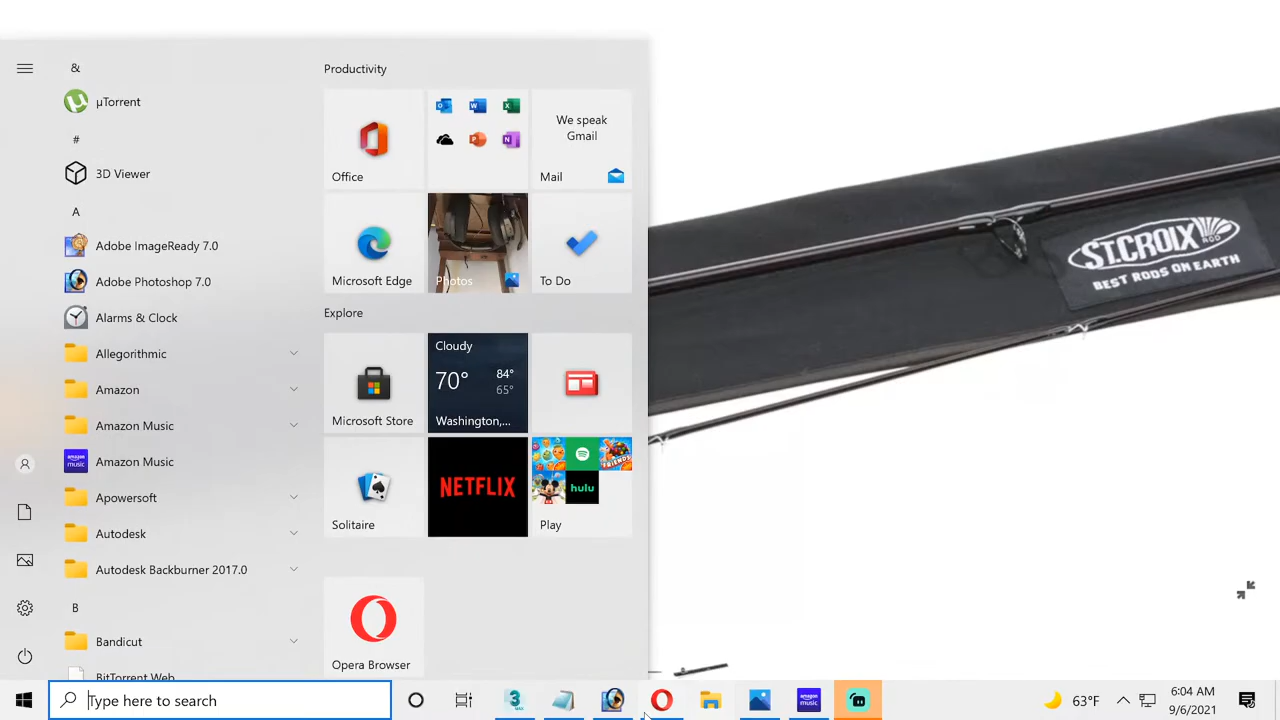 &
µTorrent
#
3D Viewer
A
Adobe ImageReady 7.0
Adobe Photoshop 7.0
Alarms & Clock
Allegorithmic
Amazon
Amazon Music
Amazon Music
Apowersoft
Autodesk
Autodesk Backburner 2017.0
B
Bandicut
BitTorrent Web
Productivity
Office
We speak
Gmail
Mail
Microsoft Edge
Photos
To Do
Explore
Microsoft Store
Cloudy
70°
84°
65°
Washington,...
Solitaire
NETFLIX
hulu
Play
Opera Browser
ST.CROIX
ROD
BEST RODS ON EARTH
Type here to search
63°F
6:04 AM
9/6/2021